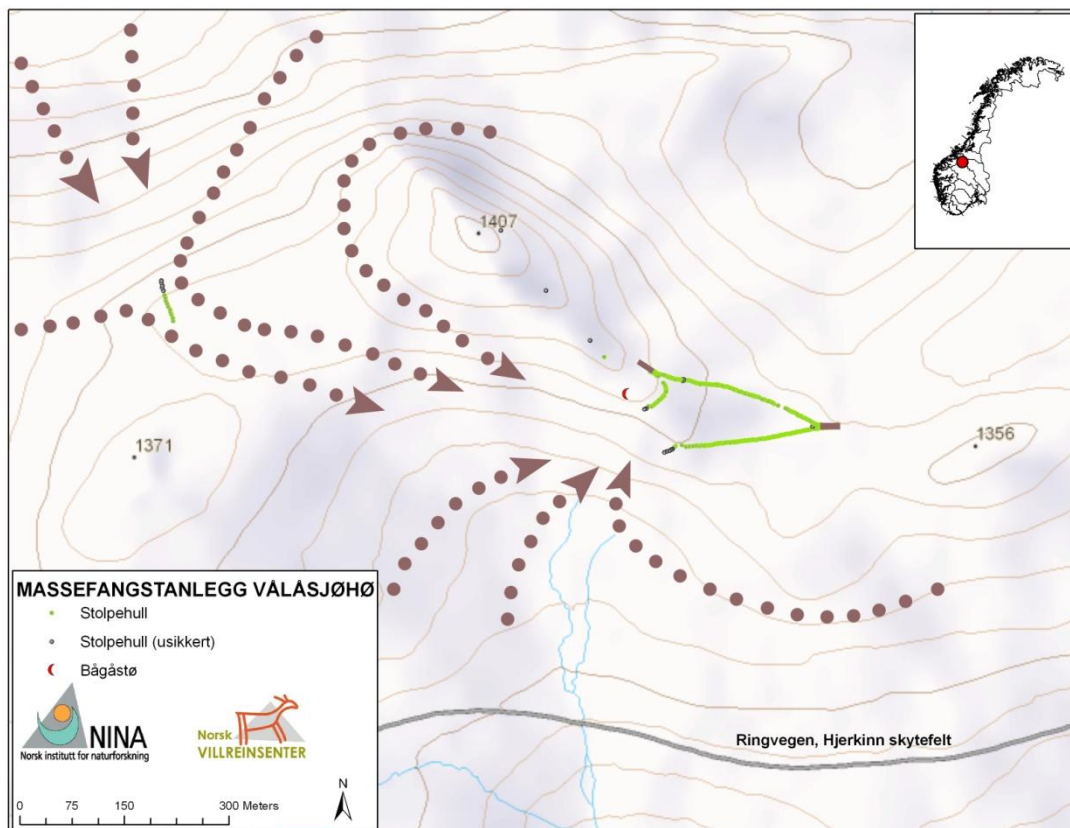 1407
1371
1356
MASSEFANGSTANLEGG VÅLÅSJØHØ
Stolpehull
Stolpehull (usikkert)
Bågåstø
NINA
Norsk institutt for naturforskning
Norsk
VILLREINSENTER
0 75 150 300 Meters
N
Ringvegen, Hjerkinn skytefelt